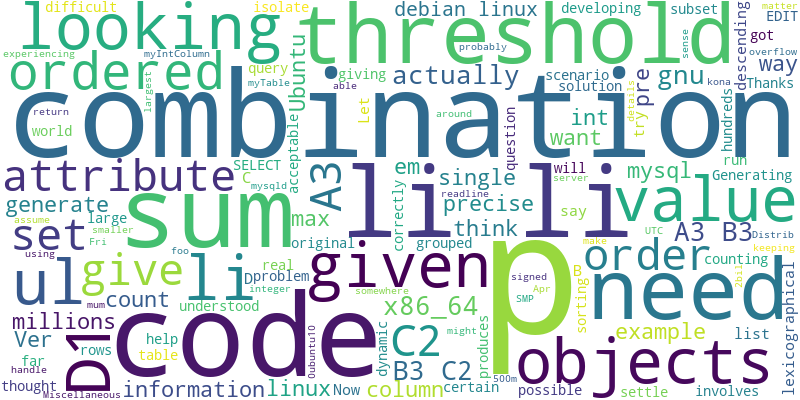 difficult
isolate
debian linux
developing
subset
matter
EDIT
looking
threshold
descending
experiencing
myIntColumn
probably
sense
got
overflow
ordered
largest
query
myTable
Ubuntu
giving
able
actually
scenario
solution
gnu
way
pre
Thanks
combination
return
world
Let
around
question
int
want
try
details
hundreds
kona
run
Generating
SELECT
C
mysqld
acceptable
A3
em
correctly
single
precise
think
readline
will
server
say
mysql
attribute
generate
large
smaller
sum
max
li
li
value
set
Fri
assume
using
foo
original
grouped
UTC
A3 B3
Distrib
make
keeping
ul
give
li
real
D
problem
integer
given
somewhere
signed
SMP
Apr
B
order
counting
need
2bil
lexicographical
count
mum
understood
x86_64
millions
Ver
D1
code
0ubuntu10
C2
might
produces
p
sorting
example
list
far
rows
handle
thought
help
table
Miscellaneous
information
linux
Now
dynamic
B3 C2
column
certain
500m
possible
objects
settle
involves